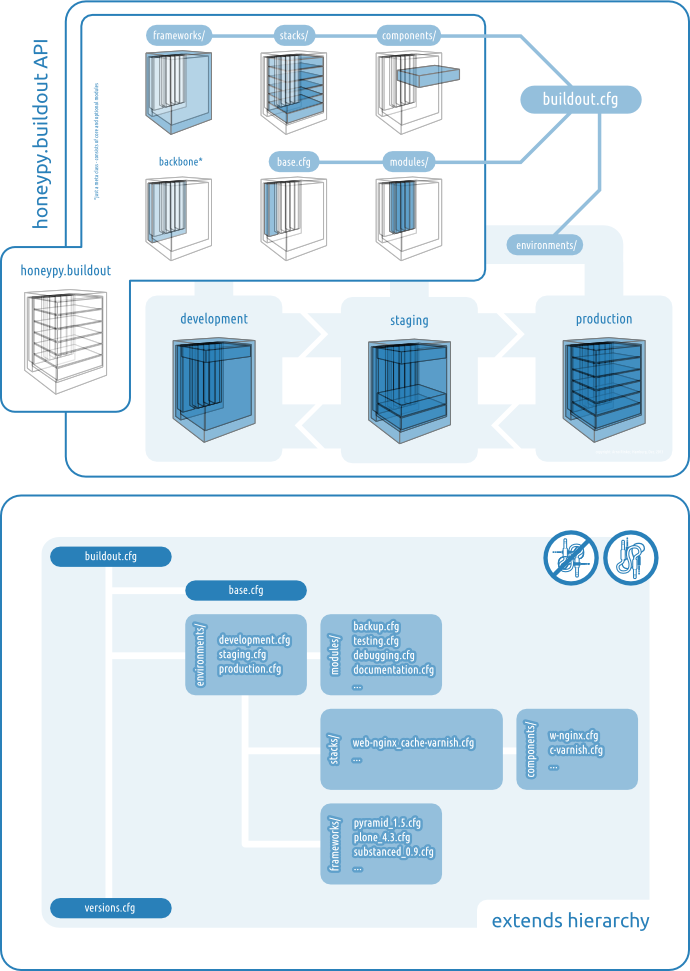 honeypy.buildout API
frameworks/
stacks/
components/
buildout.cfg
*just a meta class - consists of core and optional modules
backbone*
base.cfg
modules/
environments/
honeypy.buildout
development
staging
production
buildout.cfg
base.cfg
environments/
development.cfg
staging.cfg
production.cfg
modules/
backup.cfg
testing.cfg
debugging.cfg
documentation.cfg
...
stacks/
web-nginx_cache-varnish.cfg
...
components/
w-nginx.cfg
c-varnish.cfg
...
frameworks/
pyramid_1.5.cfg
plone_4.3.cfg
substanced_0.9.cfg
...
versions.cfg
extends hierarchy